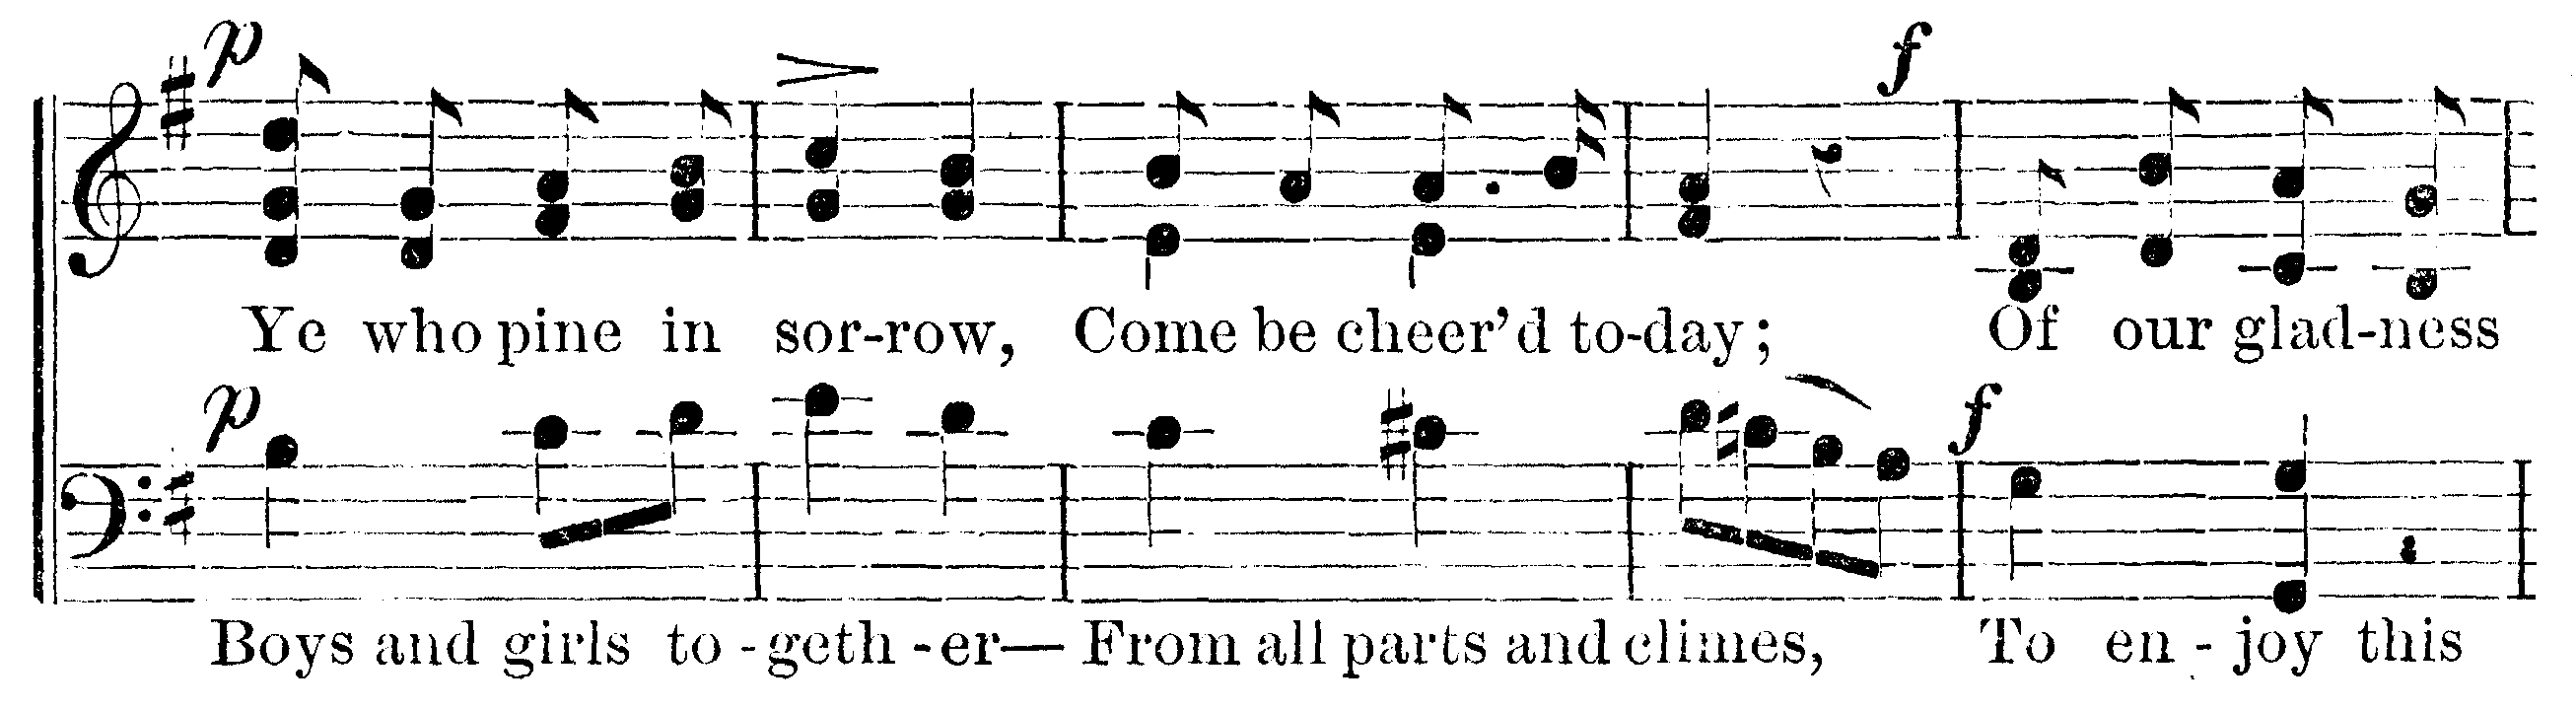 p f
Ye who pine in sor-row, Come be cheer'd to-day; Of our glad-ness
p f
Boys and girls to - geth - er— From all parts and climes, To en - joy this